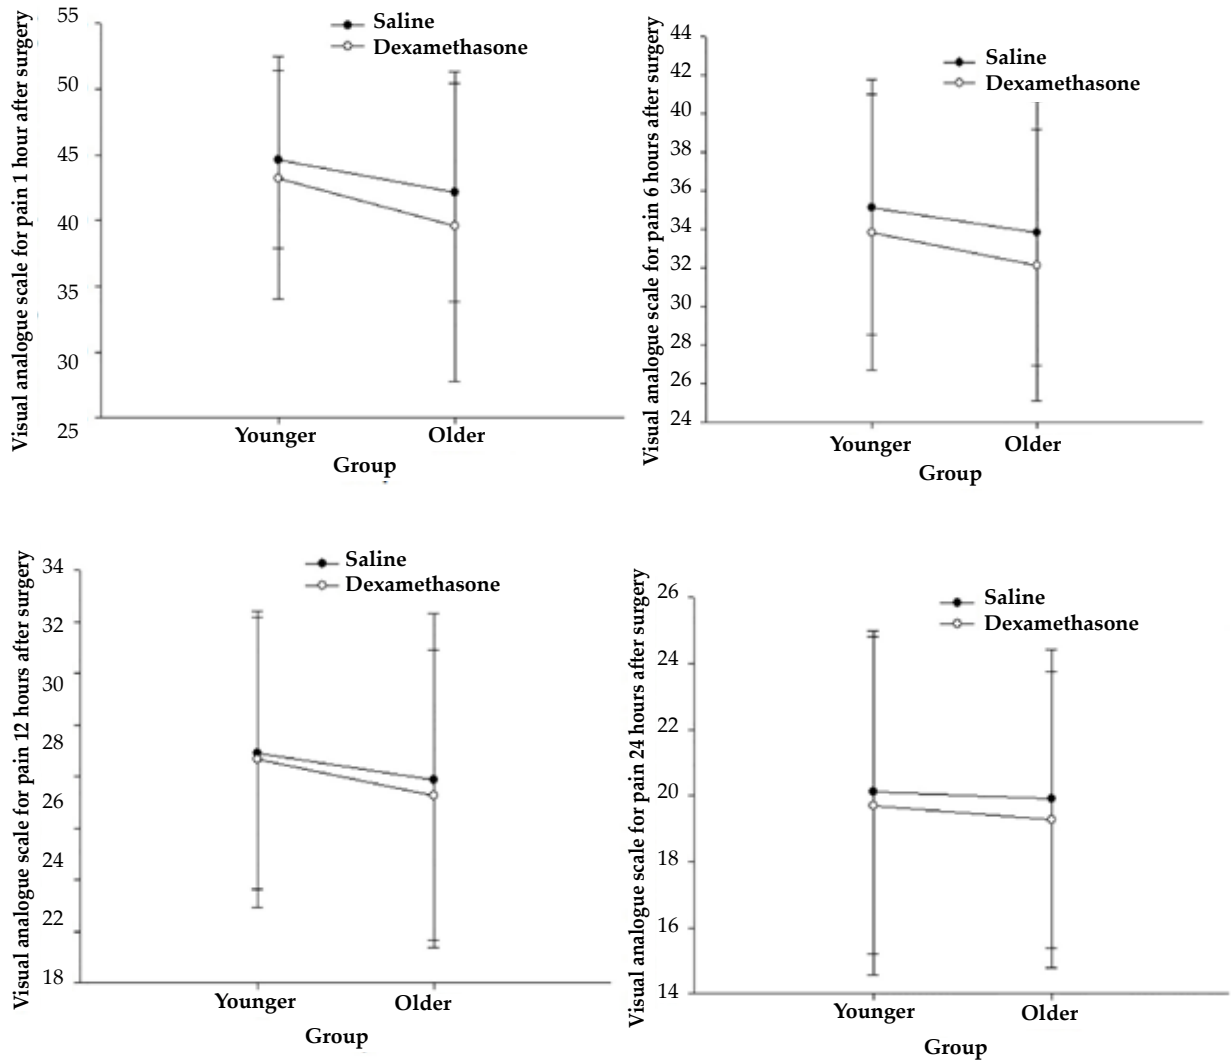 Visual analogue scale for pain 1 hour after surgery
55
50
45
40
35
30
25
Saline
Dexamethasone
Younger Older
Group
Visual analogue scale for pain 6 hours after surgery
44
42
40
38
36
34
32
30
28
26
24
Saline
Dexamethasone
Younger Older
Group
Visual analogue scale for pain 12 hours after surgery
34
32
30
28
26
24
22
18
Saline
Dexamethasone
Younger Older
Group
Visual analogue scale for pain 24 hours after surgery
26
24
22
20
18
16
14
Saline
Dexamethasone
Younger Older
Group